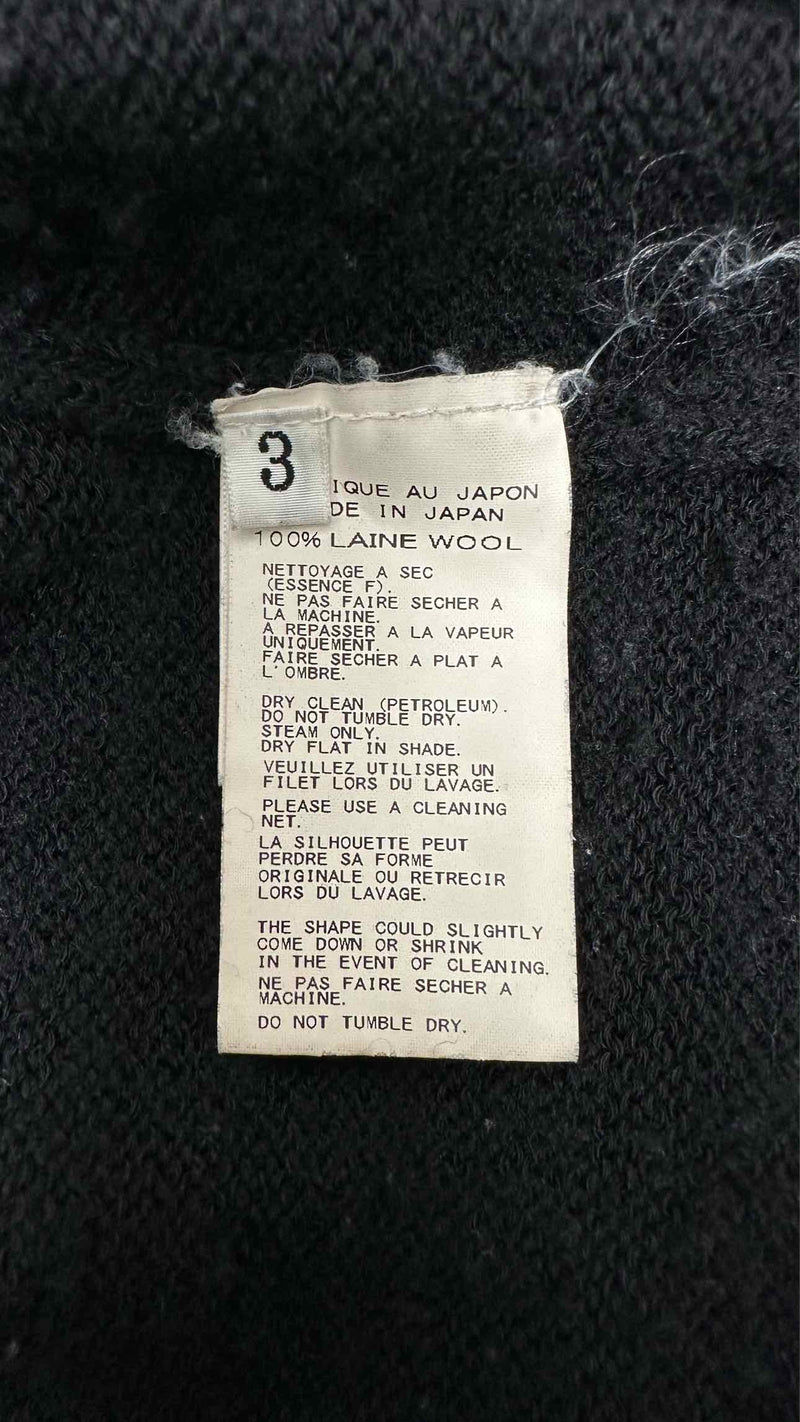 3
IQUE AU JAPON
DE IN JAPAN
100% LAINE WOOL
NETTOYAGE A SEC
(ESSENCE F).
NE PAS FAIRE SECHER A
LA MACHINE.
A REPASSER A LA VAPEUR
UNIQUEMENT.
FAIRE SECHER A PLAT A
L'OMBRE.
DRY CLEAN (PETROLEUM).
DO NOT TUMBLE DRY.
STEAM ONLY.
DRY FLAT IN SHADE.
VEUILLEZ UTILISER UN
FILET LORS DU LAVAGE.
PLEASE USE A CLEANING
NET.
LA SILHOUETTE PEUT
PERDRE SA FORME
ORIGINALE OU RETRECIR
LORS DU LAVAGE.
THE SHAPE COULD SLIGHTLY
COME DOWN OR SHRINK
IN THE EVENT OF CLEANING.
NE PAS FAIRE SECHER A
MACHINE.
DO NOT TUMBLE DRY.